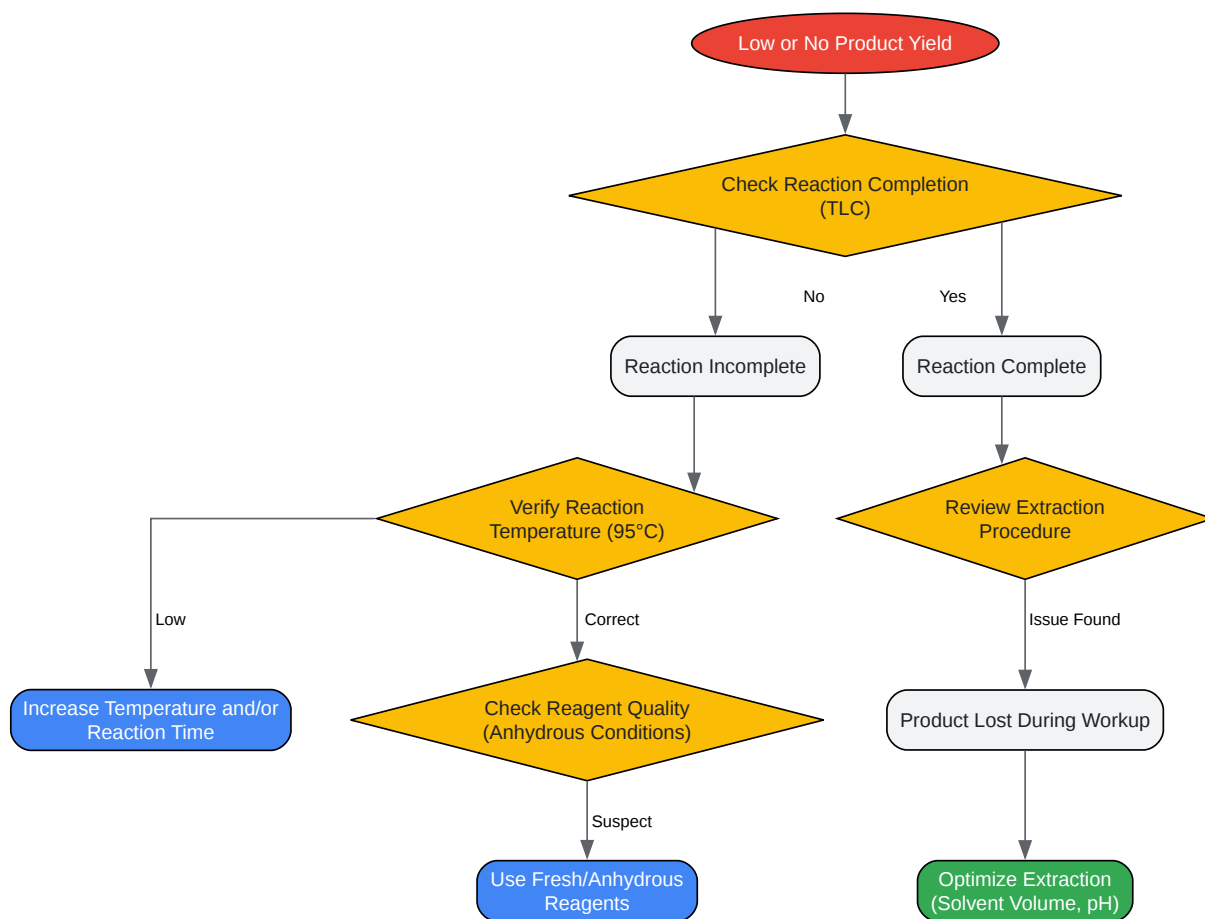 Low or No Product Yield
Check Reaction Completion
(TLC)
No
Yes
Reaction Incomplete
Reaction Complete
Verify Reaction
Temperature (95°C)
Review Extraction
Procedure
Low
Correct
Issue Found
Increase Temperature and/or
Reaction Time
Check Reagent Quality
(Anhydrous Conditions)
Product Lost During Workup
Suspect
Use Fresh/Anhydrous
Reagents
Optimize Extraction
(Solvent Volume, pH)